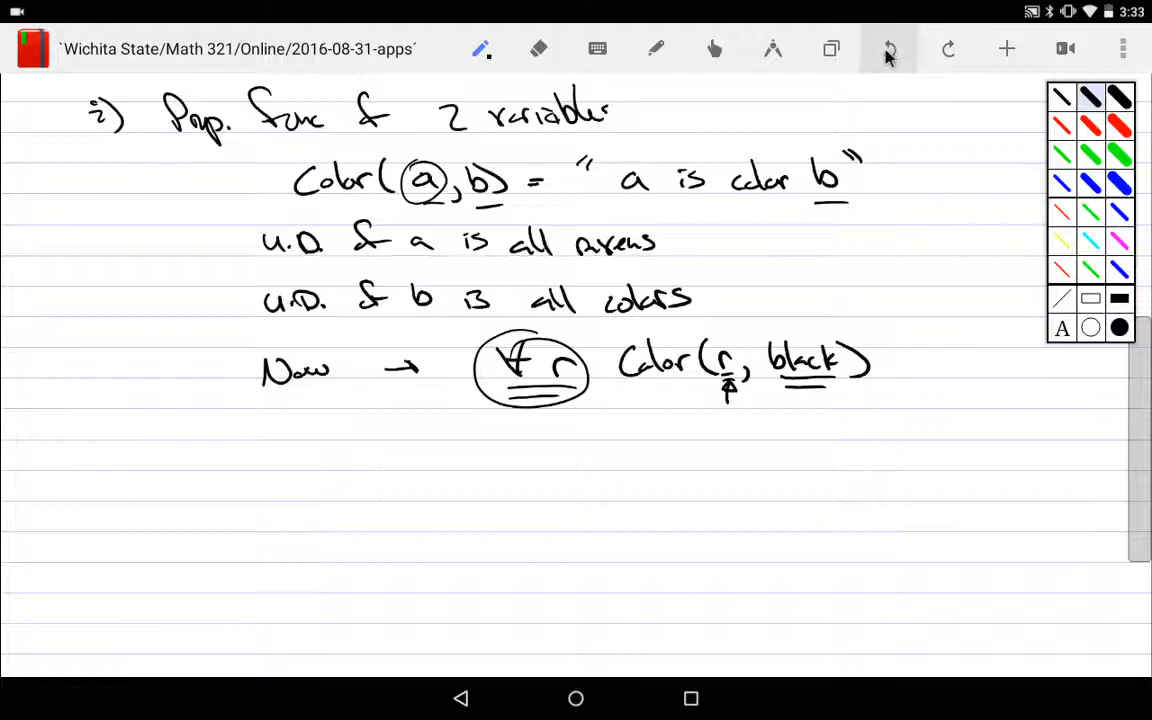 3:33
`Wichita State/Math 321/Online/2016-08-31-apps´
A
i) Prop. func of 2 variables
Color(a, b) = " a is color b "
U.D. of a is all ravens
U.D. of b is all colors
Now → ∀ r Color(r, black)